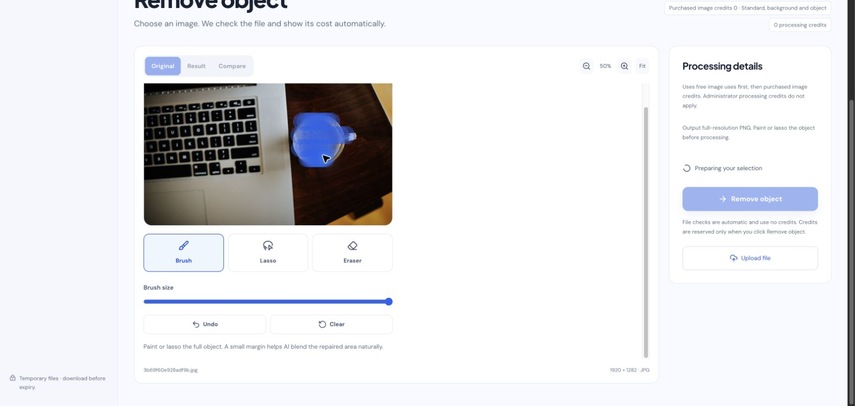 Remove object
Choose an image. We check the file and show its cost automatically.
Purchased image credits 0 · Standard, background and object
0 processing credits
Original
Result
Compare
50%
Fit
Brush
Lasso
Eraser
Brush size
Undo
Clear
Paint or lasso the full object. A small margin helps AI blend the repaired area naturally.
1920 × 1282 · JPG
Processing details
Uses free image uses first, then purchased image
credits. Administrator processing credits do not
apply.
Output full-resolution PNG. Paint or lasso the object
before processing.
Preparing your selection
Remove object
File checks are automatic and use no credits. Credits
are reserved only when you click Remove object.
Upload file
Temporary files · download before
expiry.